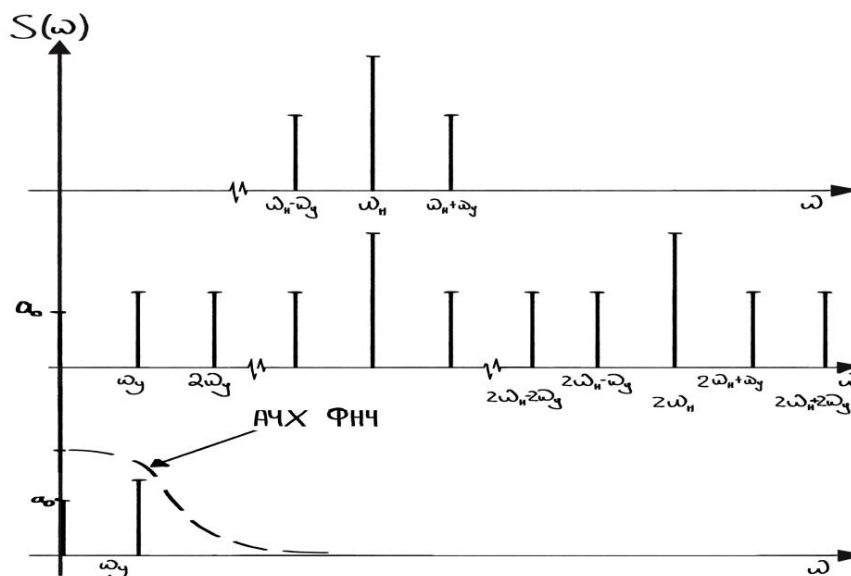 S(ω)
ωн-ωу ωн ωн+ωу ω
a₀
ωу 2ωу 2ωн-2ωу 2ωн-ωу 2ωн 2ωн+ωу 2ωн+2ωу ω
АЧХ ФНЧ
a₀
ωу ω